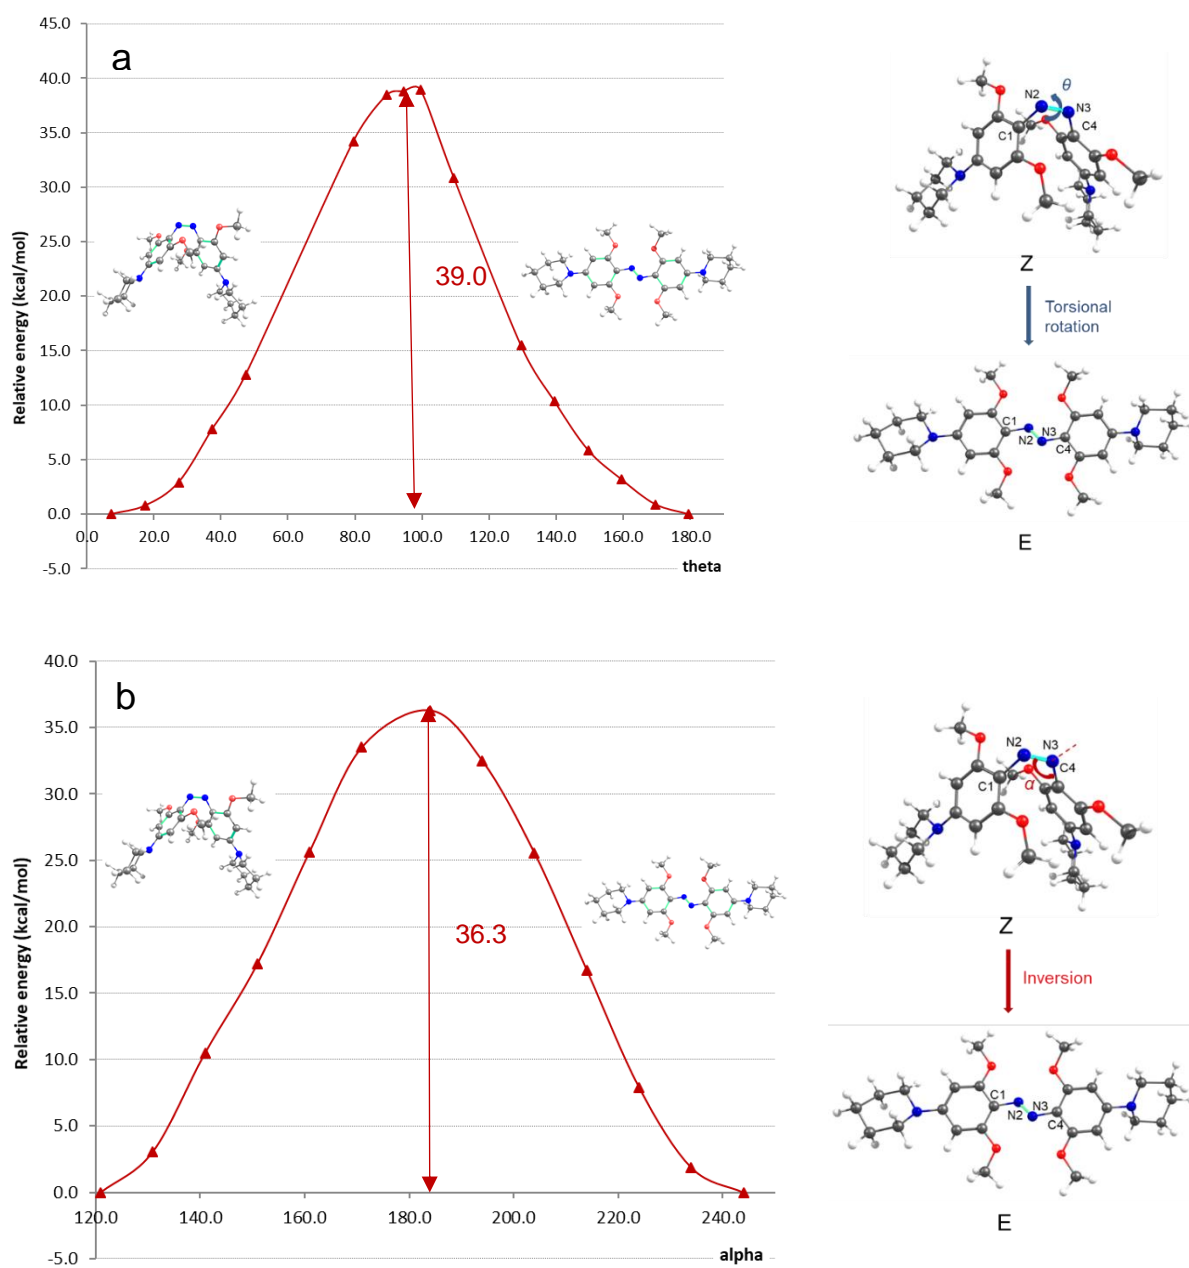 a
Relative energy (kcal/mol)
45.0
40.0
35.0
30.0
25.0
20.0
15.0
10.0
5.0
0.0
-5.0
0.0 20.0 40.0 60.0 80.0 100.0 120.0 140.0 160.0 180.0
theta
39.0
N2 θ N3
C1 C4
Z
Torsional
rotation
C1 N3
N2 C4
E
b
Relative energy (kcal/mol)
40.0
35.0
30.0
25.0
20.0
15.0
10.0
5.0
0.0
-5.0
120.0 140.0 160.0 180.0 200.0 220.0 240.0
alpha
36.3
N2 N3
C4
C1 α
Z
Inversion
C1 N3
N2 C4
E